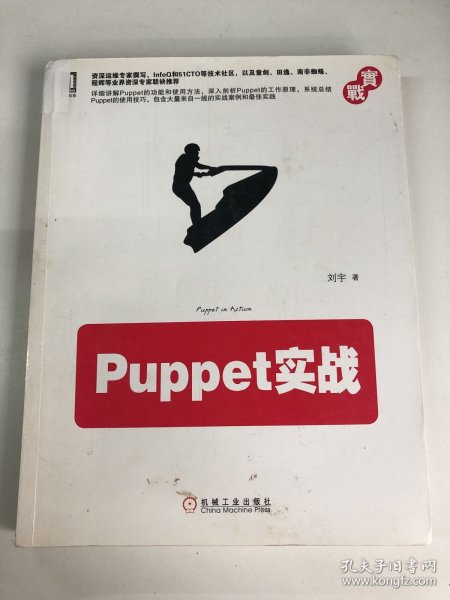 资深运维专家撰写，InfoQ和51CTO等技术社区，以及童剑、田逸、南非蜘蛛、
程辉等业界资深专家联袂推荐
详细讲解Puppet的功能和使用方法，深入剖析Puppet的工作原理，系统总结
Puppet的使用技巧，包含大量来自一线的实战案例和最佳实践
實戰
刘宇 著
Puppet in Action
Puppet实战
机械工业出版社
China Machine Press
孔夫子旧书网
www.kongfz.com